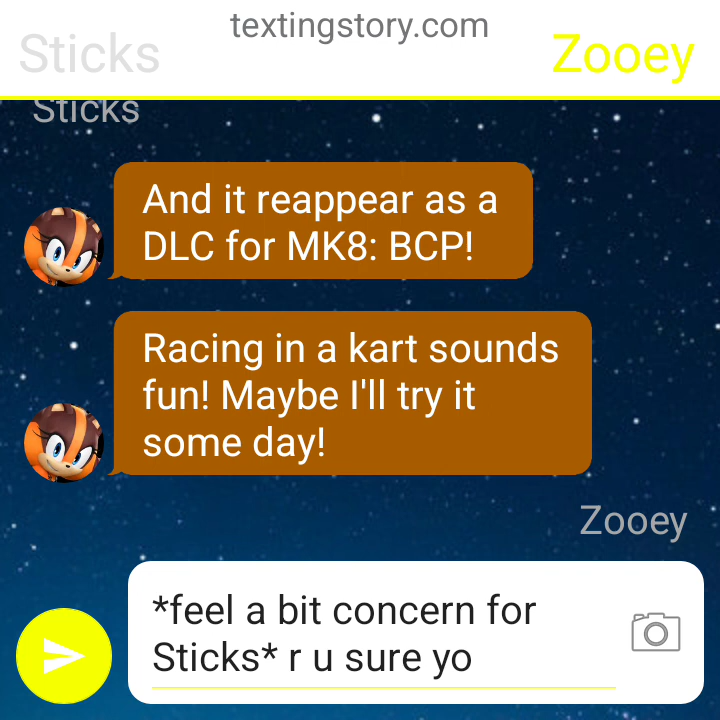 textingstory.com
Sticks
Zooey
Sticks
And it reappear as a
DLC for MK8: BCP!
Racing in a kart sounds
fun! Maybe I'll try it
some day!
Zooey
*feel a bit concern for
Sticks* r u sure yo